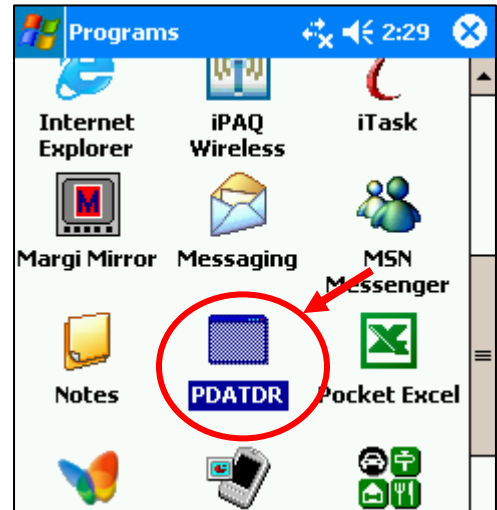 Programs 2:29
Internet Explorer
iPAQ Wireless
iTask
M
Margi Mirror
Messaging
MSN Messenger
Notes
PDATDR
Pocket Excel